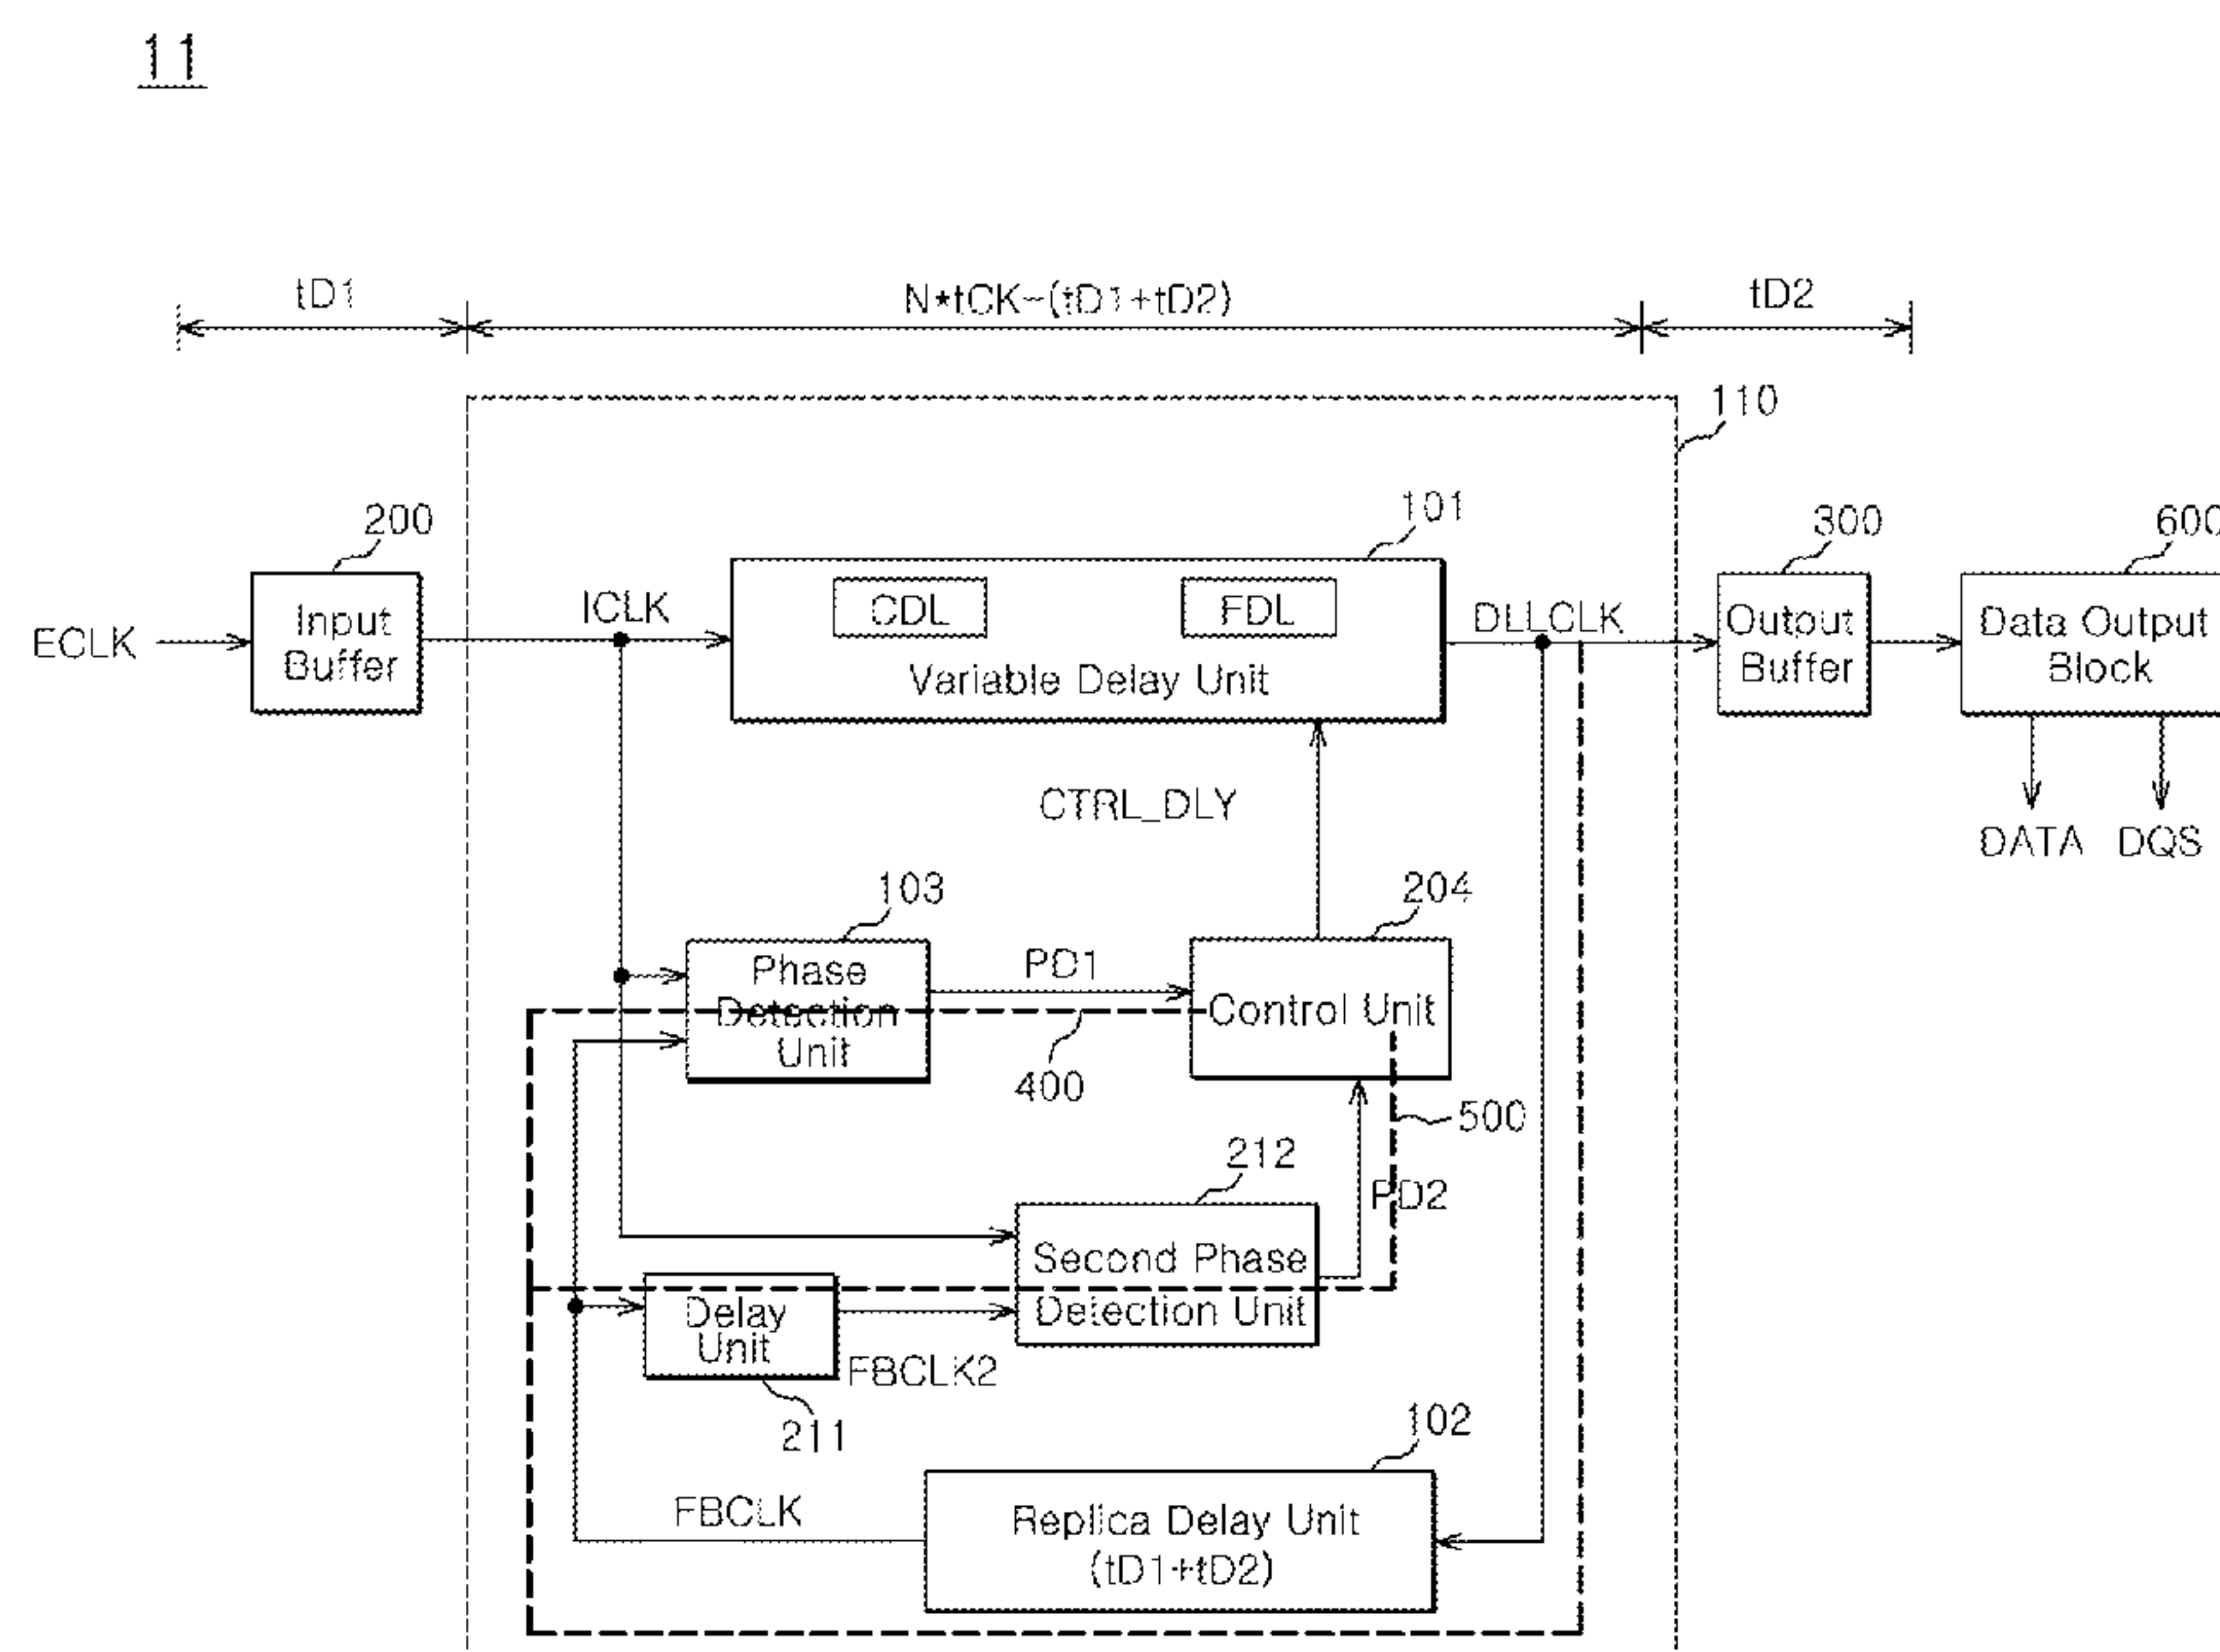 11
tD1
N*tCK-(tD1+tD2)
tD2
110
200
101
300
600
ECLK
Input
Buffer
ICLK
CDL
FDL
Variable Delay Unit
DLLCLK
Output
Buffer
Data Output
Block
CTRL_DLY
DATA
DQS
103
204
Phase
Detection
Unit
PD1
Control Unit
400
500
212
PD2
Second Phase
Detection Unit
Delay
Unit
FBCLK2
211
102
FBCLK
Replica Delay Unit
(tD1+tD2)